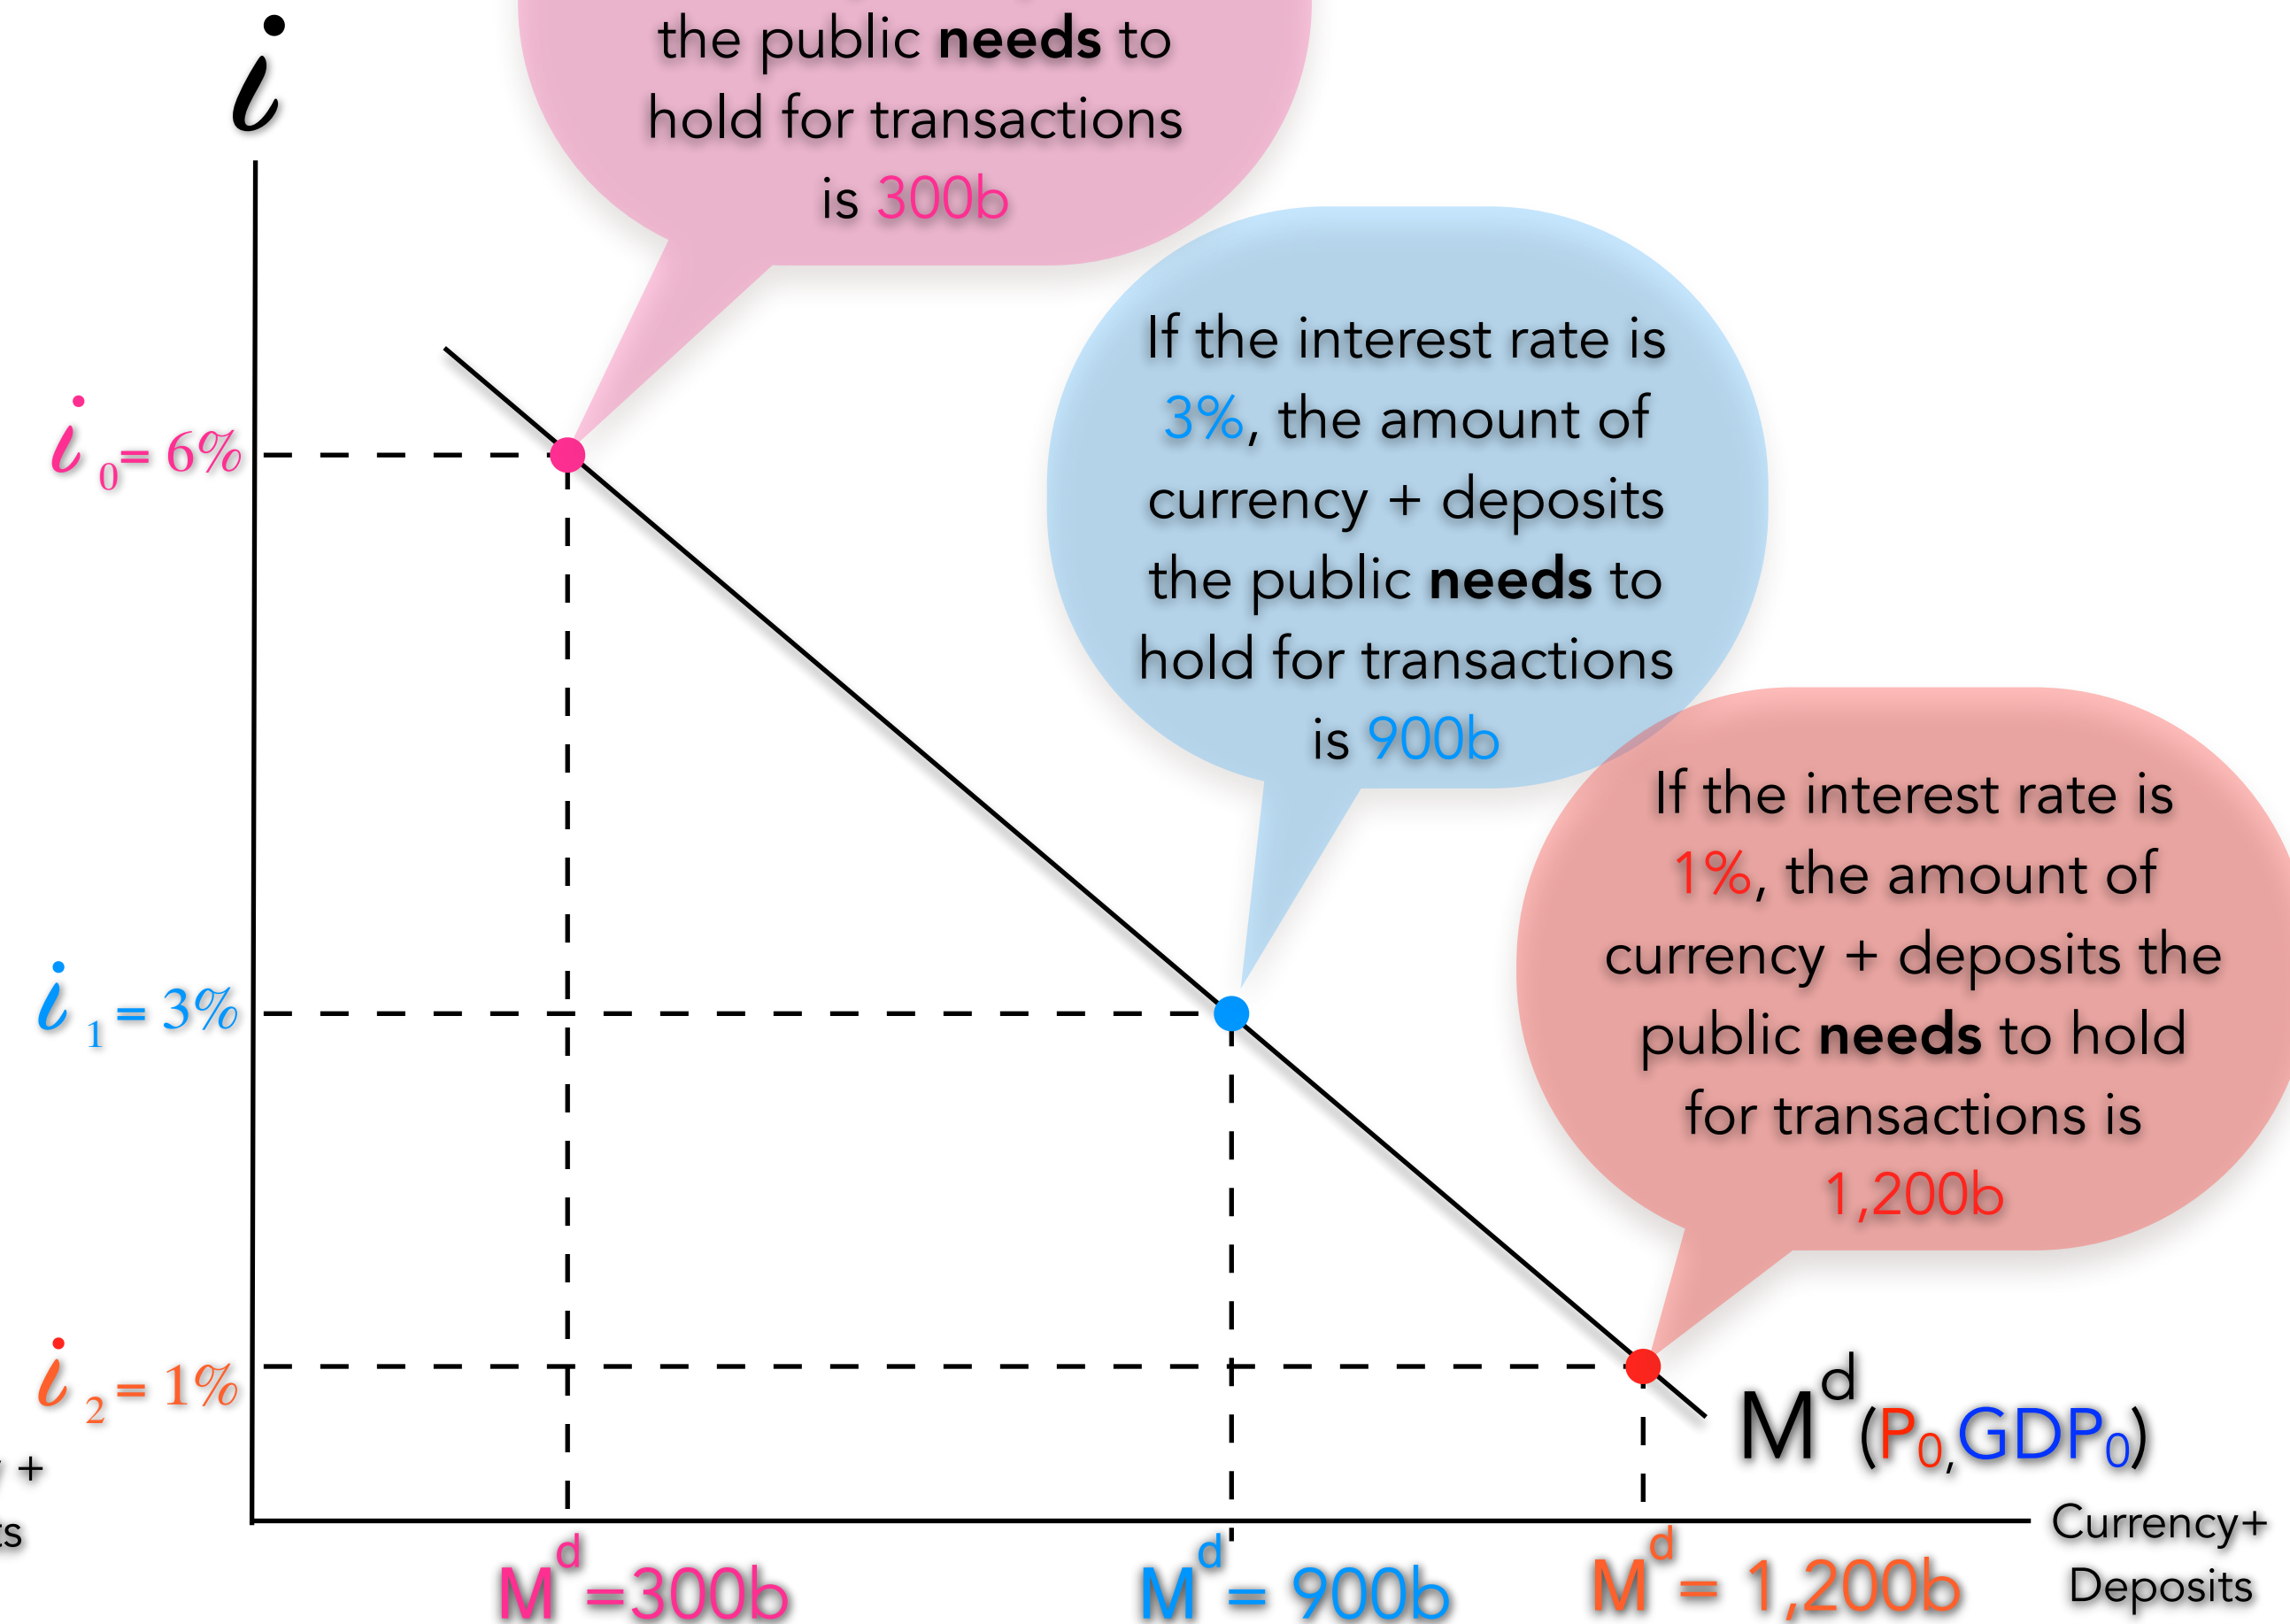 i
the public needs to
hold for transactions
is 300b
If the interest rate is
3%, the amount of
currency + deposits
the public needs to
hold for transactions
is 900b
If the interest rate is
1%, the amount of
currency + deposits the
public needs to hold
for transactions is
1,200b
i₀= 6%
i₁ = 3%
i₂ = 1%
Mᵈ(P₀,GDP₀)
+
Currency+
Deposits
Mᵈ=300b
Mᵈ= 900b
Mᵈ= 1,200b